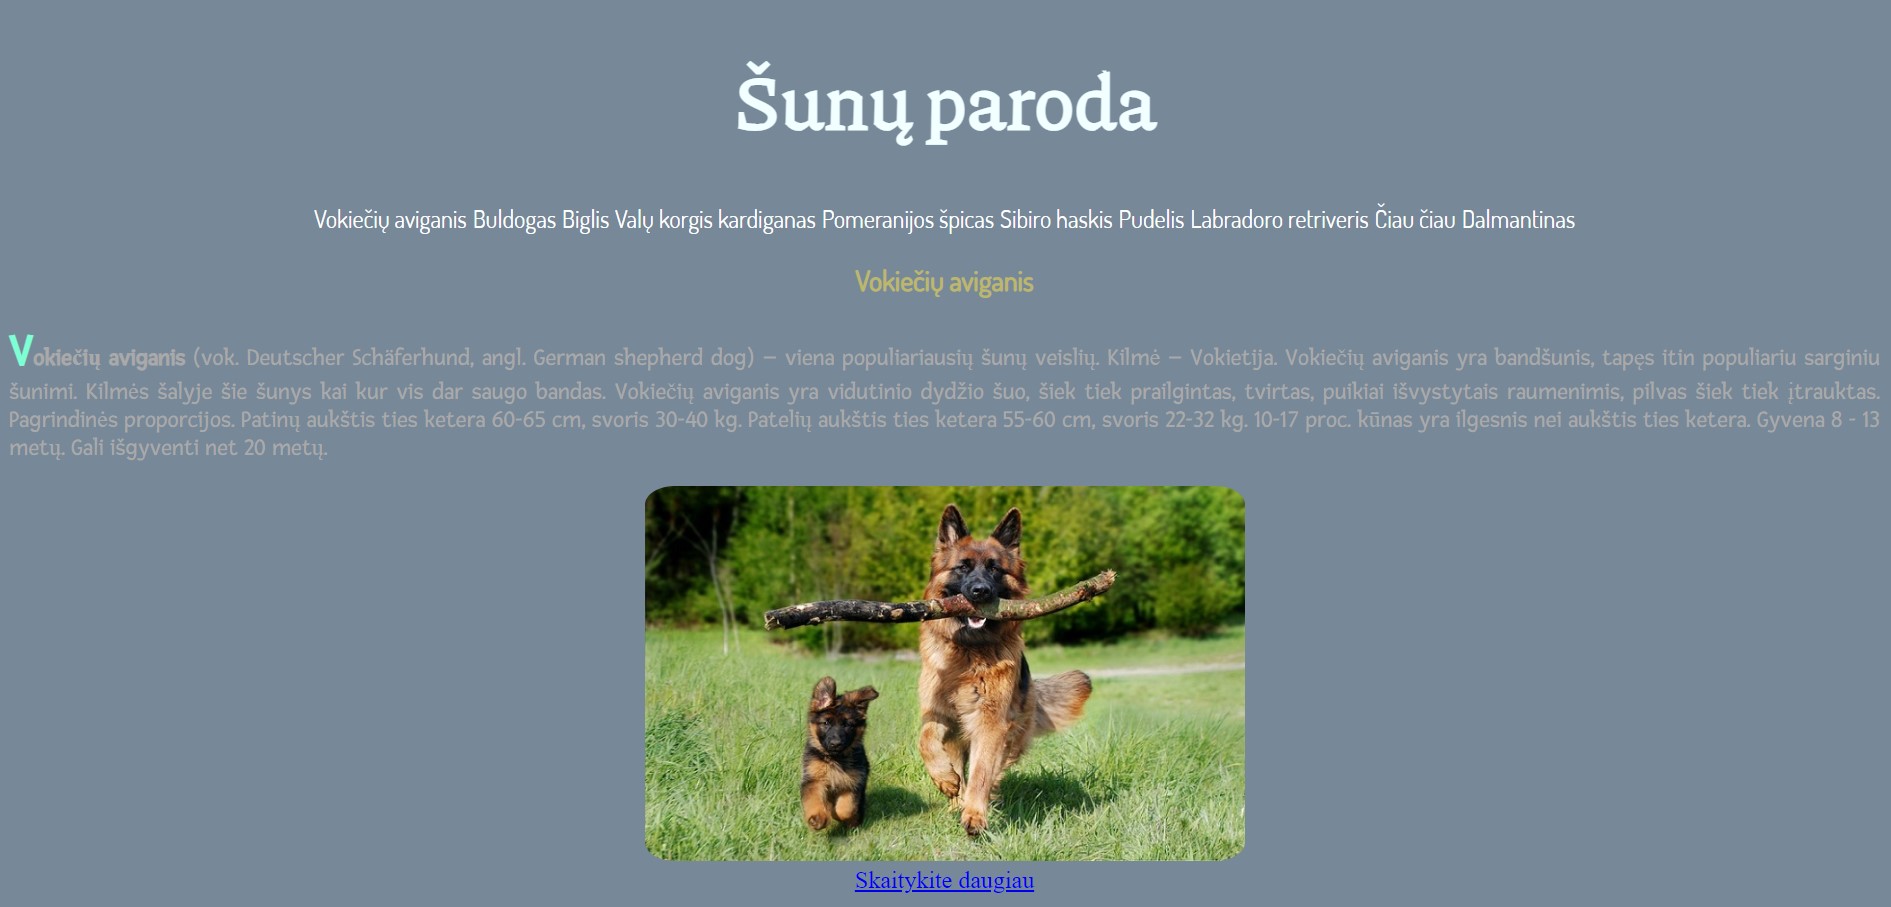 Šunų paroda
Vokiečių aviganis Buldogas Biglis Valų korgis kardiganas Pomeranijos špicas Sibiro haskis Pudelis Labradoro retriveris Čiau čiau Dalmantinas
Vokiečių aviganis
Vokiečių aviganis (vok. Deutscher Schäferhund, angl. German shepherd dog) – viena populiariausių šunų veislių. Kilmė – Vokietija. Vokiečių aviganis yra bandšunis, tapęs itin populiariu sarginiu
šunimi. Kilmės šalyje šie šunys kai kur vis dar saugo bandas. Vokiečių aviganis yra vidutinio dydžio šuo, šiek tiek prailgintas, tvirtas, puikiai išvystytais raumenimis, pilvas šiek tiek įtrauktas.
Pagrindinės proporcijos. Patinų aukštis ties ketera 60-65 cm, svoris 30-40 kg. Patelių aukštis ties ketera 55-60 cm, svoris 22-32 kg. 10-17 proc. kūnas yra ilgesnis nei aukštis ties ketera. Gyvena 8 - 13
metų. Gali išgyventi net 20 metų.
Skaitykite daugiau